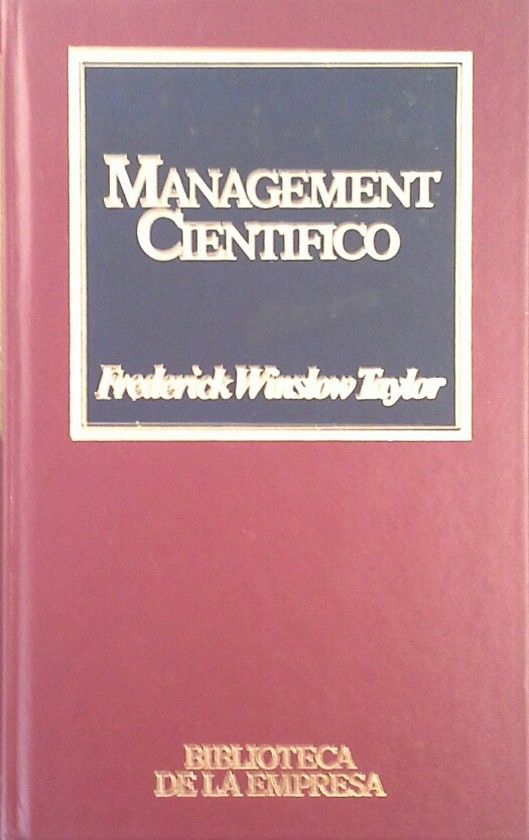 MANAGEMENT
CIENTIFICO
Frederick Winslow Taylor
BIBLIOTECA
DE LA EMPRESA